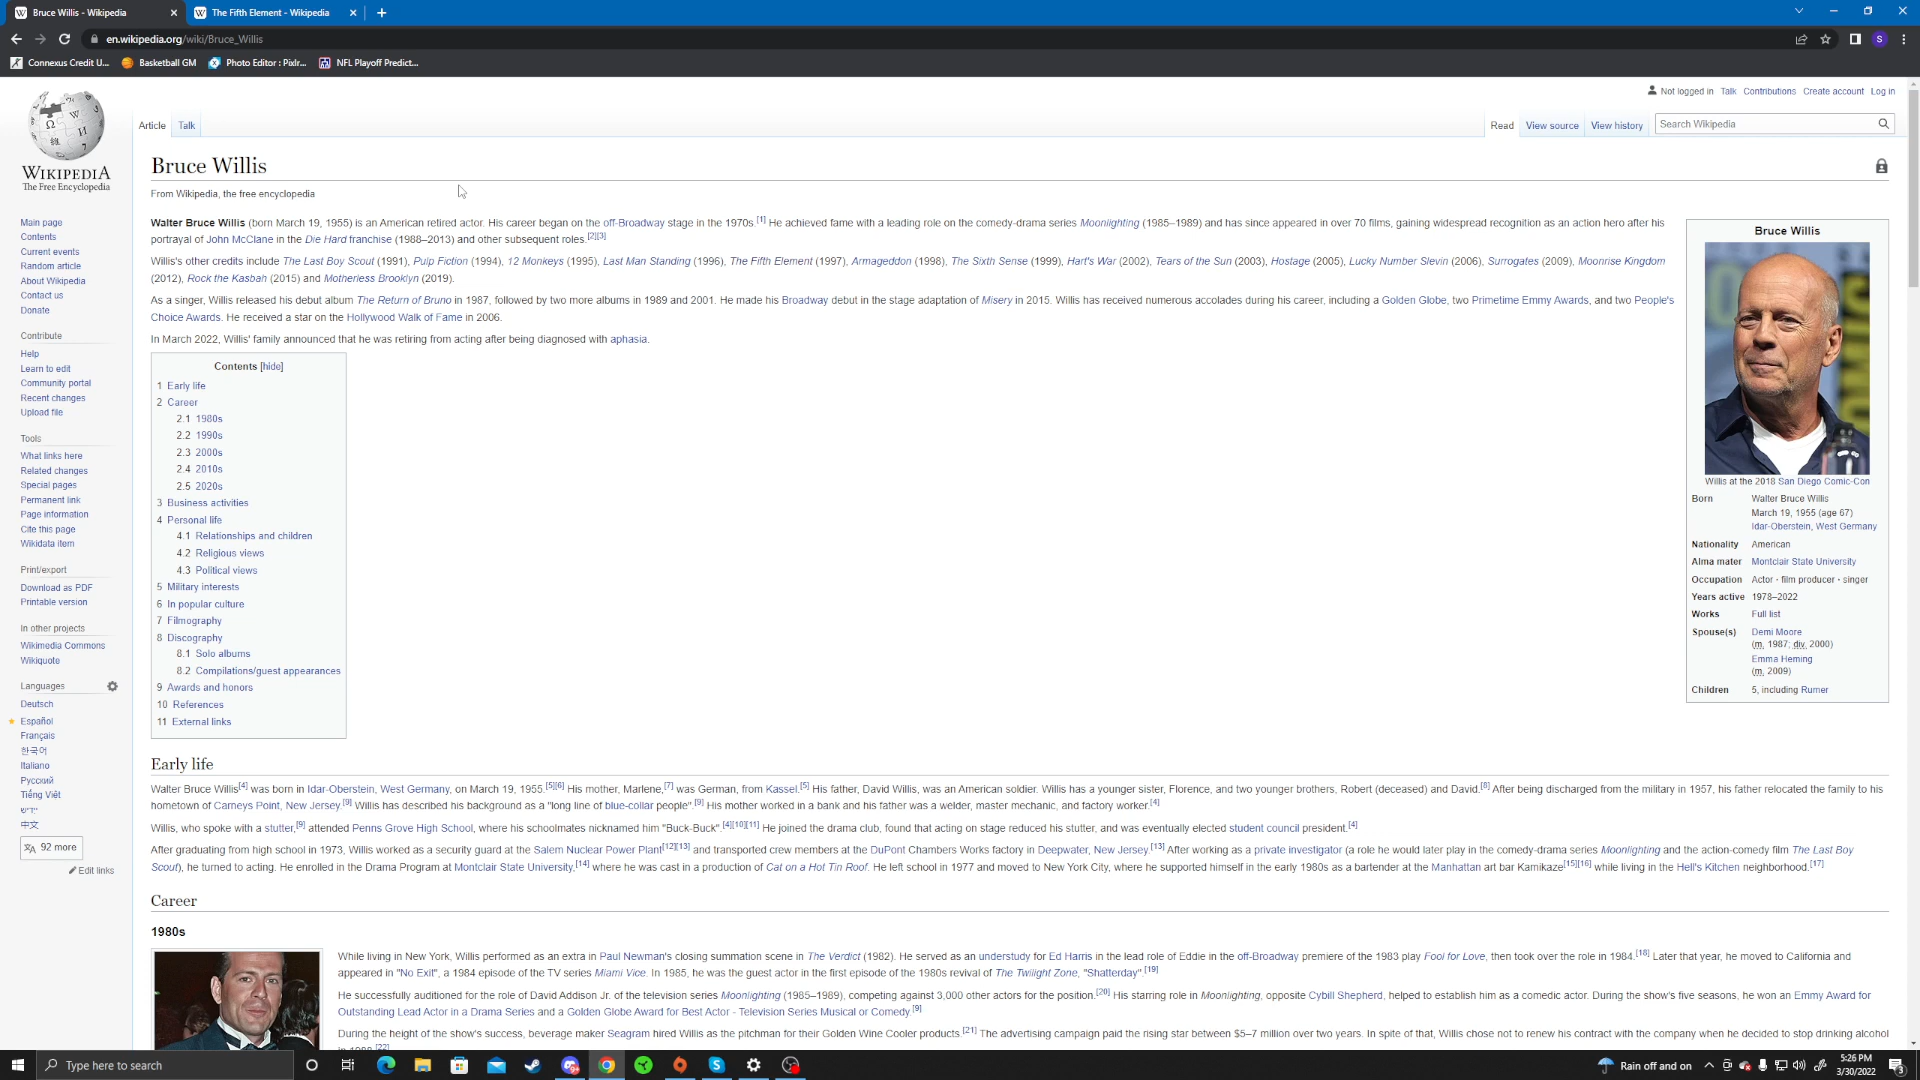 Bruce Willis - Wikipedia
The Fifth Element - Wikipedia
en.wikipedia.org/wiki/Bruce_Willis
S
Connexus Credit U...
Basketball GM
Photo Editor : Pixlr...
NFL Playoff Predict...
Not logged in Talk Contributions Create account Log in
Article Talk
Read View source View history
Search Wikipedia
WIKIPEDIA
The Free Encyclopedia
Main page
Contents
Current events
Random article
About Wikipedia
Contact us
Donate
Contribute
Help
Learn to edit
Community portal
Recent changes
Upload file
Tools
What links here
Related changes
Special pages
Permanent link
Page information
Cite this page
Wikidata item
Print/export
Download as PDF
Printable version
In other projects
Wikimedia Commons
Wikiquote
Languages
Deutsch
Español
Français
한국어
Italiano
Русский
Tiếng Việt
ייִדיש
中文
92 more
Edit links
Bruce Willis
From Wikipedia, the free encyclopedia
Walter Bruce Willis (born March 19, 1955) is an American retired actor. His career began on the off-Broadway stage in the 1970s.[1] He achieved fame with a leading role on the comedy-drama series Moonlighting (1985–1989) and has since appeared in over 70 films, gaining widespread recognition as an action hero after his
portrayal of John McClane in the Die Hard franchise (1988–2013) and other subsequent roles.[2][3]
Willis's other credits include The Last Boy Scout (1991), Pulp Fiction (1994), 12 Monkeys (1995), Last Man Standing (1996), The Fifth Element (1997), Armageddon (1998), The Sixth Sense (1999), Hart's War (2002), Tears of the Sun (2003), Hostage (2005), Lucky Number Slevin (2006), Surrogates (2009), Moonrise Kingdom
(2012), Rock the Kasbah (2015) and Motherless Brooklyn (2019).
As a singer, Willis released his debut album The Return of Bruno in 1987, followed by two more albums in 1989 and 2001. He made his Broadway debut in the stage adaptation of Misery in 2015. Willis has received numerous accolades during his career, including a Golden Globe, two Primetime Emmy Awards, and two People's
Choice Awards. He received a star on the Hollywood Walk of Fame in 2006.
In March 2022, Willis' family announced that he was retiring from acting after being diagnosed with aphasia.
Contents [hide]
1 Early life
2 Career
2.1 1980s
2.2 1990s
2.3 2000s
2.4 2010s
2.5 2020s
3 Business activities
4 Personal life
4.1 Relationships and children
4.2 Religious views
4.3 Political views
5 Military interests
6 In popular culture
7 Filmography
8 Discography
8.1 Solo albums
8.2 Compilations/guest appearances
9 Awards and honors
10 References
11 External links
Bruce Willis
Willis at the 2018 San Diego Comic-Con
Born Walter Bruce Willis
March 19, 1955 (age 67)
Idar-Oberstein, West Germany
Nationality American
Alma mater Montclair State University
Occupation Actor · film producer · singer
Years active 1978–2022
Works Full list
Spouse(s) Demi Moore
(m. 1987; div. 2000)
Emma Heming
(m. 2009)
Children 5, including Rumer
Early life
Walter Bruce Willis[4] was born in Idar-Oberstein, West Germany, on March 19, 1955.[5][6] His mother, Marlene,[7] was German, from Kassel.[5] His father, David Willis, was an American soldier. Willis has a younger sister, Florence, and two younger brothers, Robert (deceased) and David.[8] After being discharged from the military in 1957, his father relocated the family to his
hometown of Carneys Point, New Jersey.[9] Willis has described his background as a "long line of blue-collar people".[9] His mother worked in a bank and his father was a welder, master mechanic, and factory worker.[4]
Willis, who spoke with a stutter,[9] attended Penns Grove High School, where his schoolmates nicknamed him "Buck-Buck".[4][10][11] He joined the drama club, found that acting on stage reduced his stutter, and was eventually elected student council president.[4]
After graduating from high school in 1973, Willis worked as a security guard at the Salem Nuclear Power Plant[12][13] and transported crew members at the DuPont Chambers Works factory in Deepwater, New Jersey.[13] After working as a private investigator (a role he would later play in the comedy-drama series Moonlighting and the action-comedy film The Last Boy
Scout), he turned to acting. He enrolled in the Drama Program at Montclair State University,[14] where he was cast in a production of Cat on a Hot Tin Roof. He left school in 1977 and moved to New York City, where he supported himself in the early 1980s as a bartender at the Manhattan art bar Kamikaze[15][16] while living in the Hell's Kitchen neighborhood.[17]
Career
1980s
While living in New York, Willis performed as an extra in Paul Newman's closing summation scene in The Verdict (1982). He served as an understudy for Ed Harris in the lead role of Eddie in the off-Broadway premiere of the 1983 play Fool for Love, then took over the role in 1984.[18] Later that year, he moved to California and
appeared in "No Exit", a 1984 episode of the TV series Miami Vice. In 1985, he was the guest actor in the first episode of the 1980s revival of The Twilight Zone, "Shatterday".[19]
He successfully auditioned for the role of David Addison Jr. of the television series Moonlighting (1985–1989), competing against 3,000 other actors for the position.[20] His starring role in Moonlighting, opposite Cybill Shepherd, helped to establish him as a comedic actor. During the show's five seasons, he won an Emmy Award for
Outstanding Lead Actor in a Drama Series and a Golden Globe Award for Best Actor - Television Series Musical or Comedy.[9]
During the height of the show's success, beverage maker Seagram hired Willis as the pitchman for their Golden Wine Cooler products.[21] The advertising campaign paid the rising star between $5–7 million over two years. In spite of that, Willis chose not to renew his contract with the company when he decided to stop drinking alcohol
in 1988.[22]
Type here to search
Rain off and on
5:26 PM
3/30/2022
3